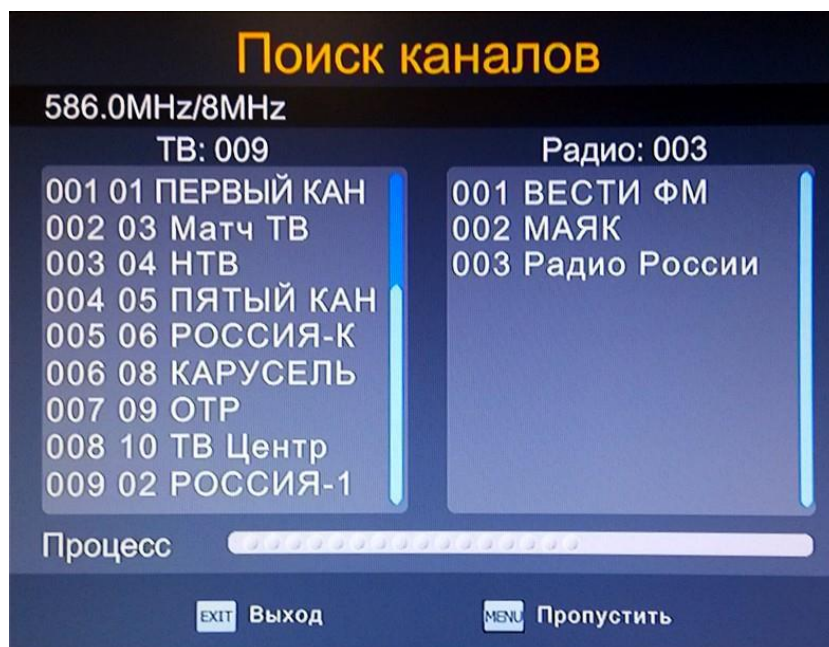 Поиск каналов
586.0MHz/8MHz
ТВ: 009
001 01 ПЕРВЫЙ КАН
002 03 Матч ТВ
003 04 НТВ
004 05 ПЯТЫЙ КАН
005 06 РОССИЯ-К
006 08 КАРУСЕЛЬ
007 09 ОТР
008 10 ТВ Центр
009 02 РОССИЯ-1
Радио: 003
001 ВЕСТИ ФМ
002 МАЯК
003 Радио России
Процесс
EXIT Выход
MENU Пропустить